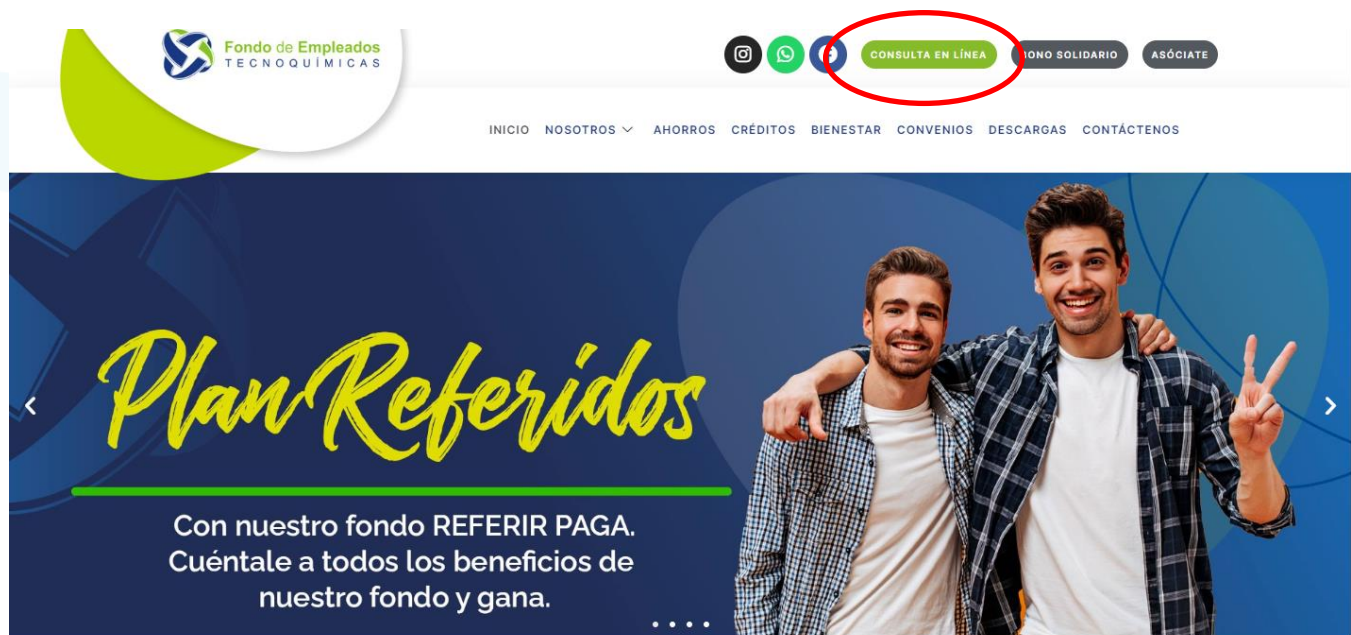 Fondo de Empleados
TECNOQUÍMICAS
CONSULTA EN LÍNEA
BONO SOLIDARIO
ASÓCIATE
INICIO NOSOTROS AHORROS CRÉDITOS BIENESTAR CONVENIOS DESCARGAS CONTÁCTENOS
Plan Referidos
Con nuestro fondo REFERIR PAGA.
Cuéntale a todos los beneficios de
nuestro fondo y gana.